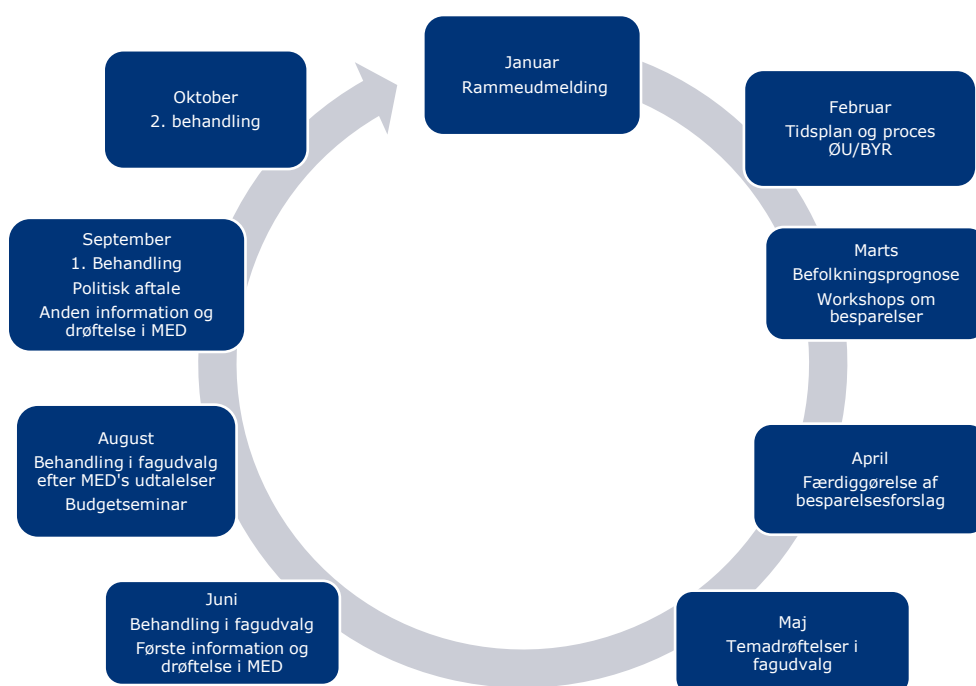 Januar
Rammeudmelding
Februar
Tidsplan og proces
ØU/BYR
Marts
Befolkningsprognose
Workshops om
besparelser
April
Færdiggørelse af
besparelsesforslag
Maj
Temadrøftelser i
fagudvalg
Juni
Behandling i fagudvalg
Første information og
drøftelse i MED
August
Behandling i fagudvalg
efter MED's udtalelser
Budgetseminar
September
1. Behandling
Politisk aftale
Anden information og
drøftelse i MED
Oktober
2. behandling